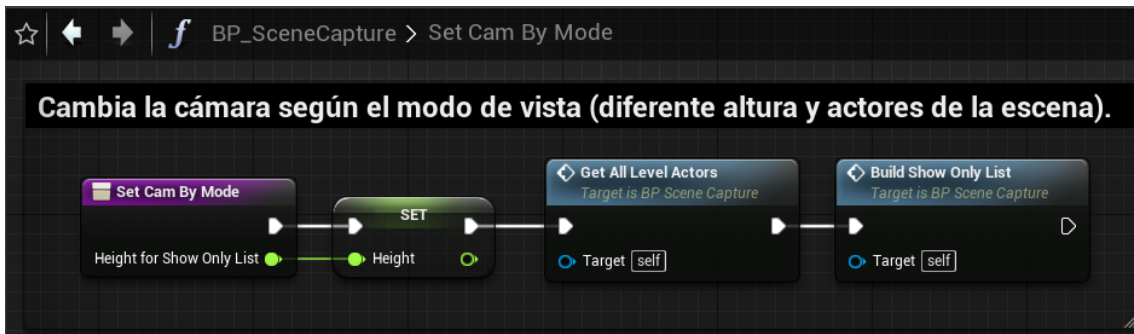 f BP_SceneCapture > Set Cam By Mode
Cambia la cámara según el modo de vista (diferente altura y actores de la escena).
Set Cam By Mode
Height for Show Only List
SET
Height
Get All Level Actors
Target is BP Scene Capture
Target self
Build Show Only List
Target is BP Scene Capture
Target self